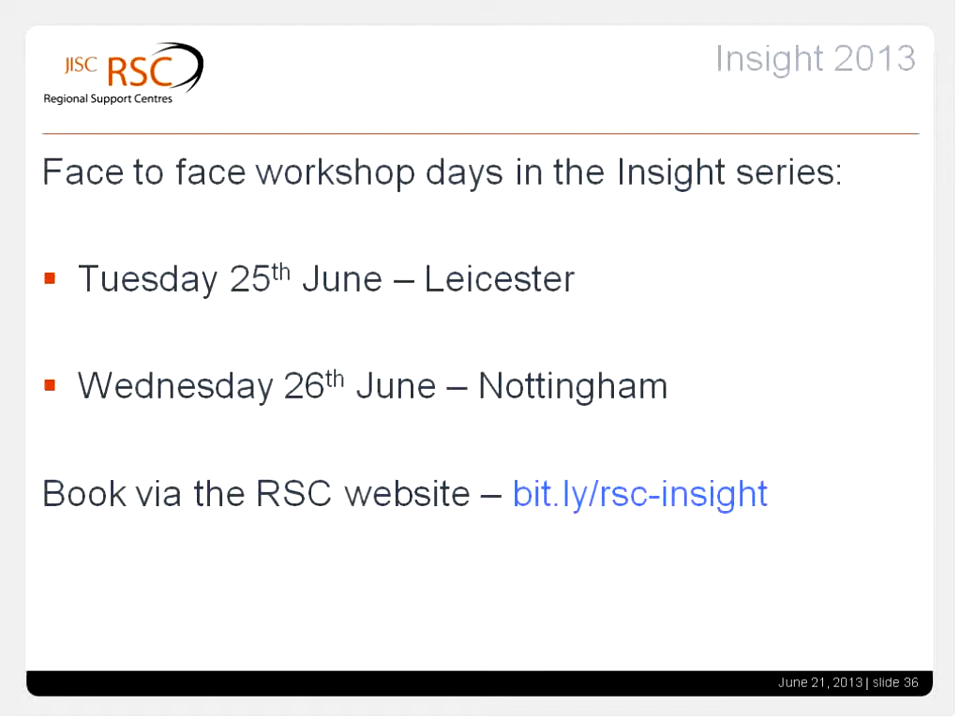 JISC RSC
Regional Support Centres
Insight 2013
Face to face workshop days in the Insight series:
▪ Tuesday 25th June – Leicester
▪ Wednesday 26th June – Nottingham
Book via the RSC website – bit.ly/rsc-insight
June 21, 2013 | slide 36